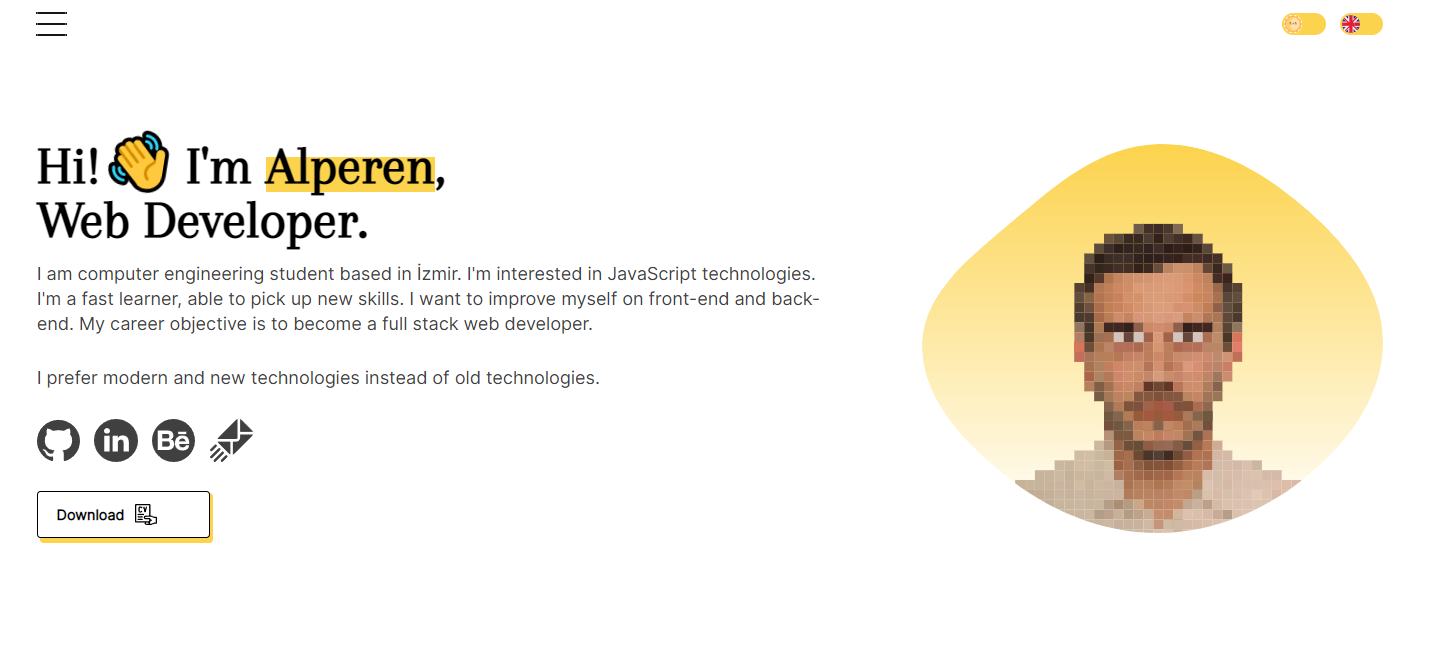 Hi! 👋 I'm Alperen,
Web Developer.
I am computer engineering student based in İzmir. I'm interested in JavaScript technologies.
I'm a fast learner, able to pick up new skills. I want to improve myself on front-end and back-
end. My career objective is to become a full stack web developer.
I prefer modern and new technologies instead of old technologies.
in Bē
Download CV